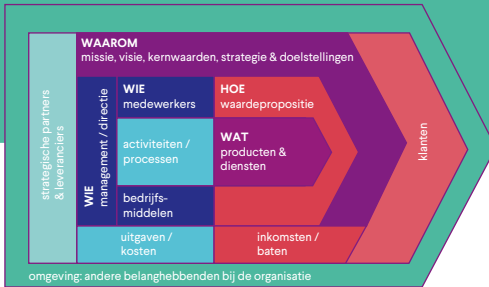 WAAROM
missie, visie, kernwaarden, strategie & doelstellingen
strategische partners
& leveranciers
WIE
management / directie
WIE
medewerkers
activiteiten /
processen
bedrijfs-
middelen
HOE
waardepropositie
WAT
producten &
diensten
klanten
uitgaven /
kosten
inkomsten /
baten
omgeving: andere belanghebbenden bij de organisatie